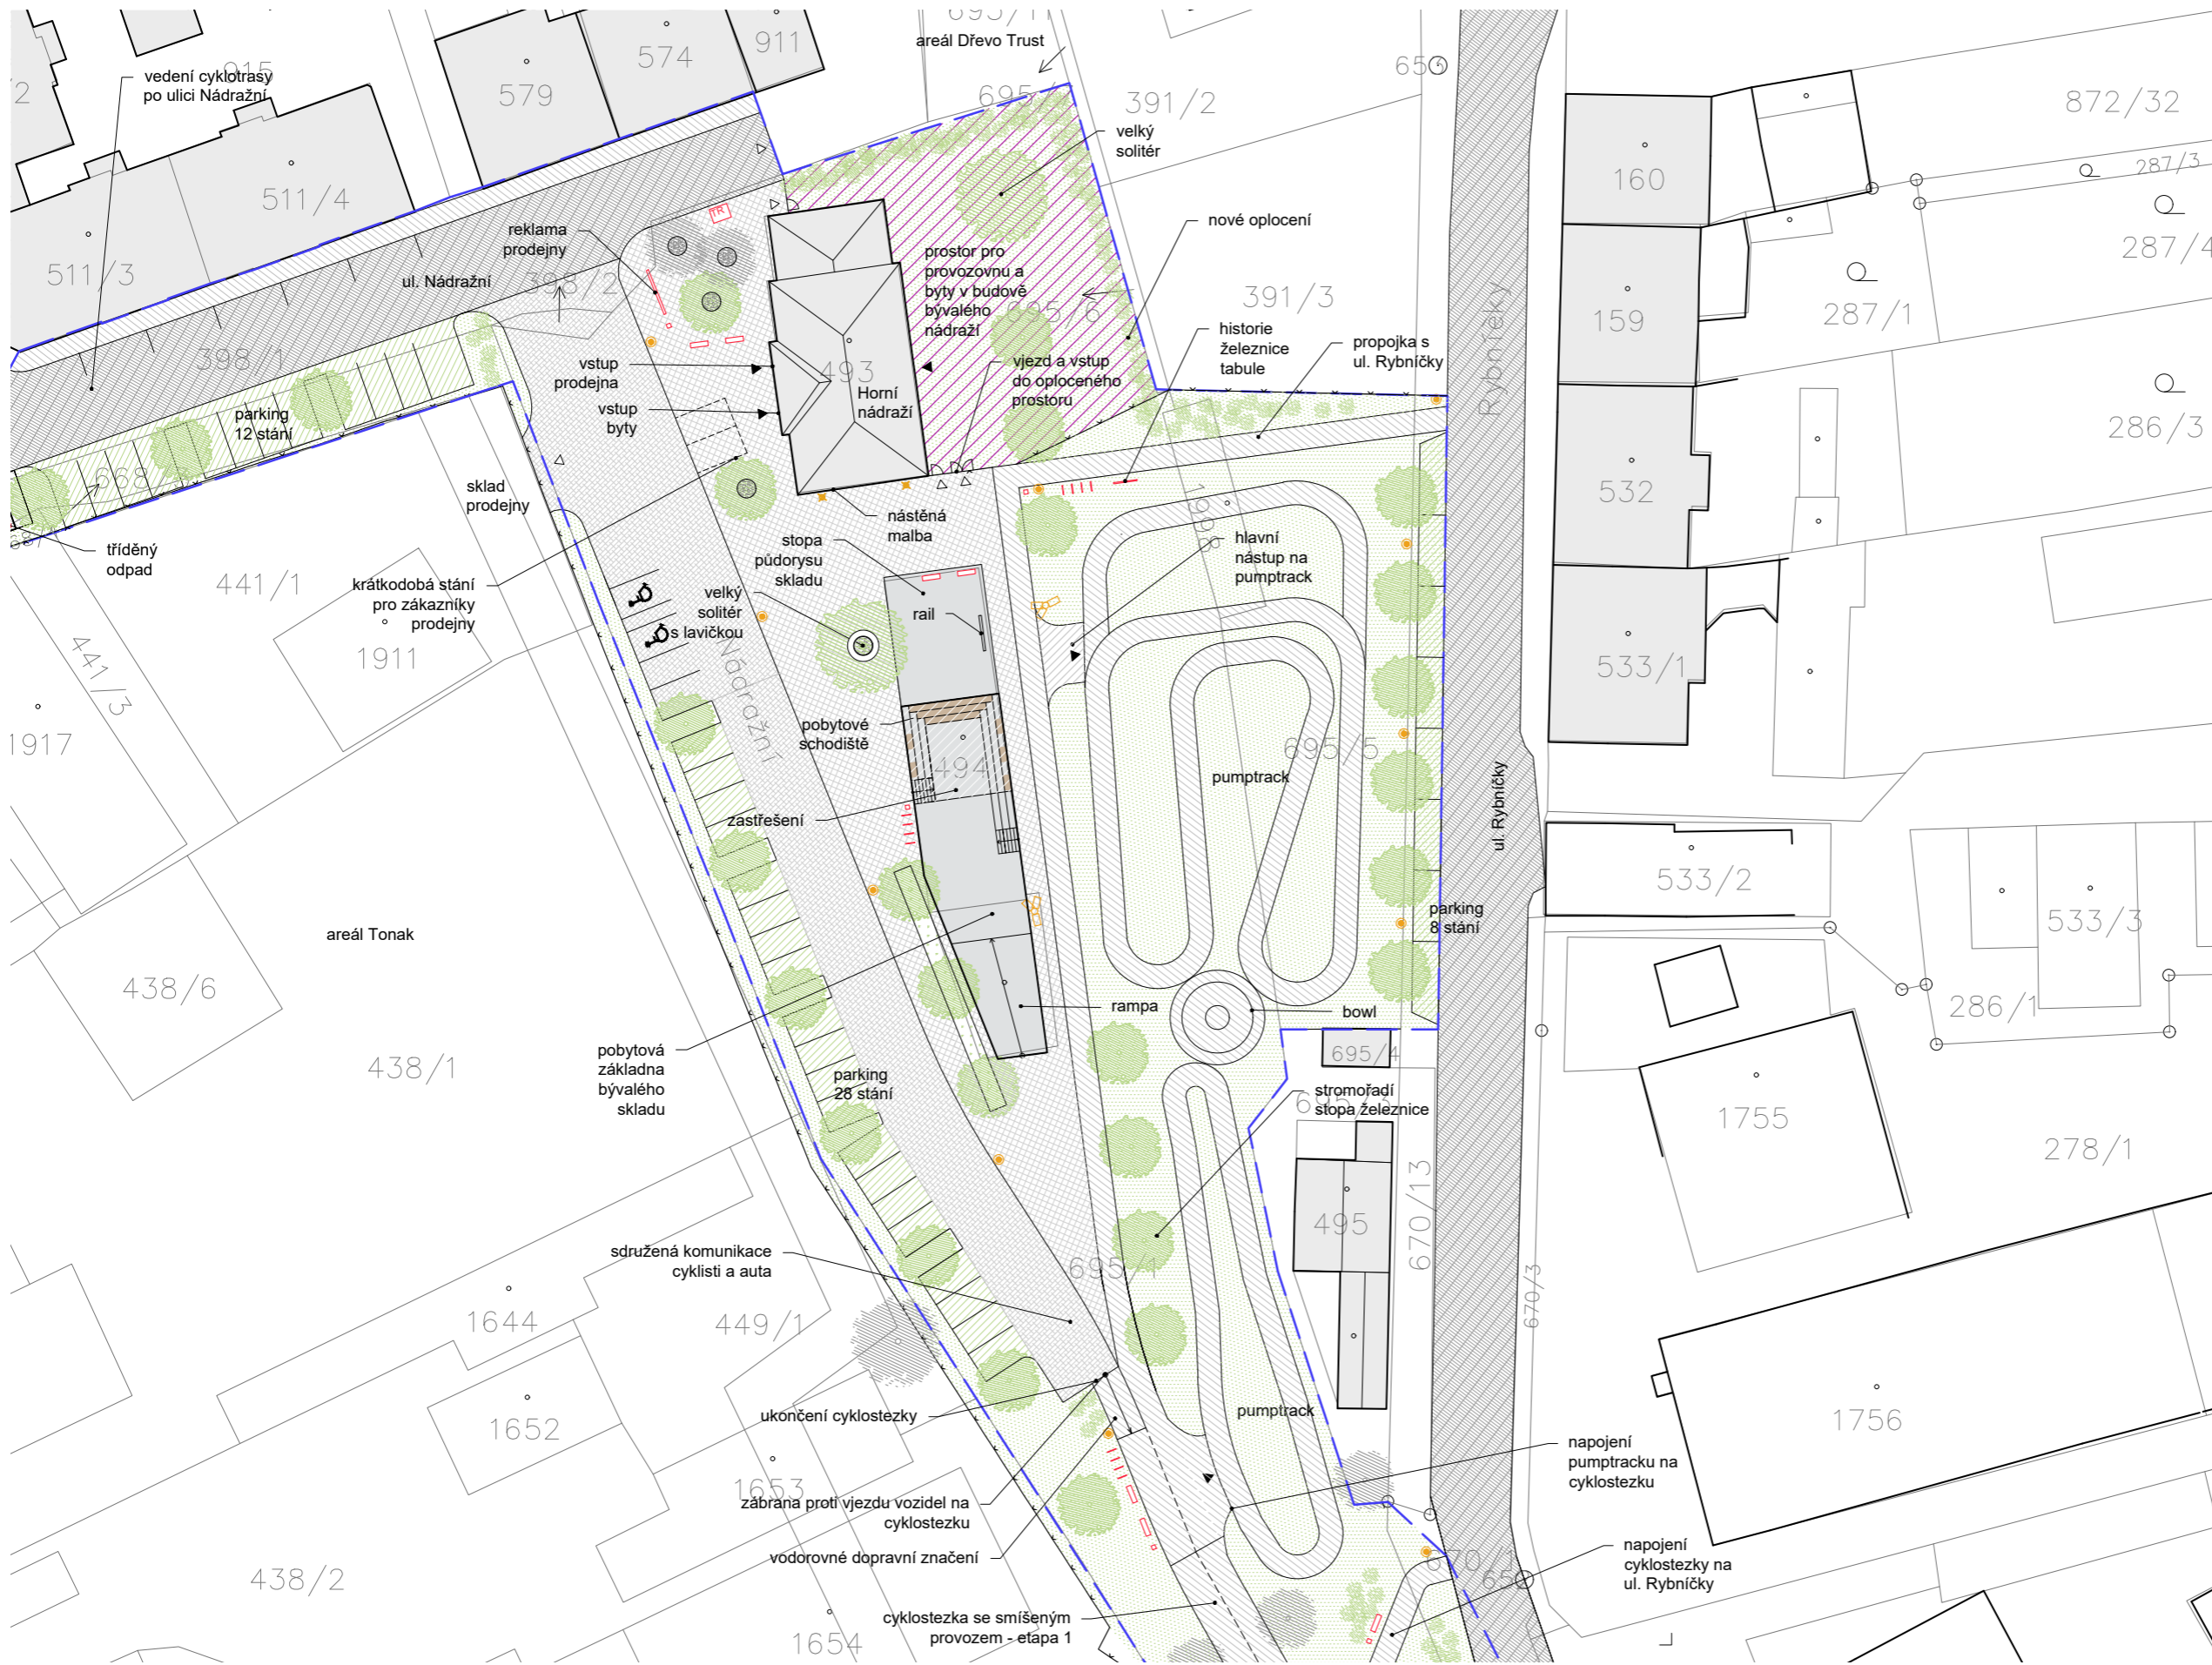 695/11
areál Dřevo Trust
574
911
915
vedení cyklotrasy
po ulici Nádražní
579
695/
391/2
872/32
velký
solitér
160
287/3
511/4
TR
nové oplocení
reklama
prodejny
287/4
511/3
ul. Nádražní
398/2
prostor pro
provozovnu a
byty v budově
bývalého
nádraží
695/6
391/3
Rybníčky
159
287/1
398/1
vstup
prodejna
vstup
byty
493
Horní
nádraží
vjezd a vstup
do oploceného
prostoru
historie
železnice
tabule
propojka s
ul. Rybníčky
parking
12 stání
668/3
286/3
532
sklad
prodejny
nástěná
malba
1998
tříděný
odpad
441/1
stopa
půdorysu
skladu
hlavní
nástup na
pumptrack
krátkodobá stání
pro zákazníky
prodejny
velký
solitér
s lavičkou
rail
441/3
1911
533/1
Nádražní
1917
pobytové
schodiště
494
695/5
pumptrack
zastřešení
ul. Rybníčky
533/2
areál Tonak
parking
8 stání
533/3
438/6
rampa
bowl
286/1
438/1
pobytová
základna
bývalého
skladu
parking
28 stání
695/4
stromořadí
stopa železnice
695/3
1755
278/1
670/13
495
sdružená komunikace
cyklisti a auta
695/1
670/3
1644
449/1
1652
ukončení cyklostezky
pumptrack
1756
napojení
pumptracku na
cyklostezku
1653
zábrana proti vjezdu vozidel na
cyklostezku
vodorovné dopravní značení
napojení
cyklostezky na
ul. Rybníčky
438/2
cyklostezka se smíšeným
provozem - etapa 1
1654